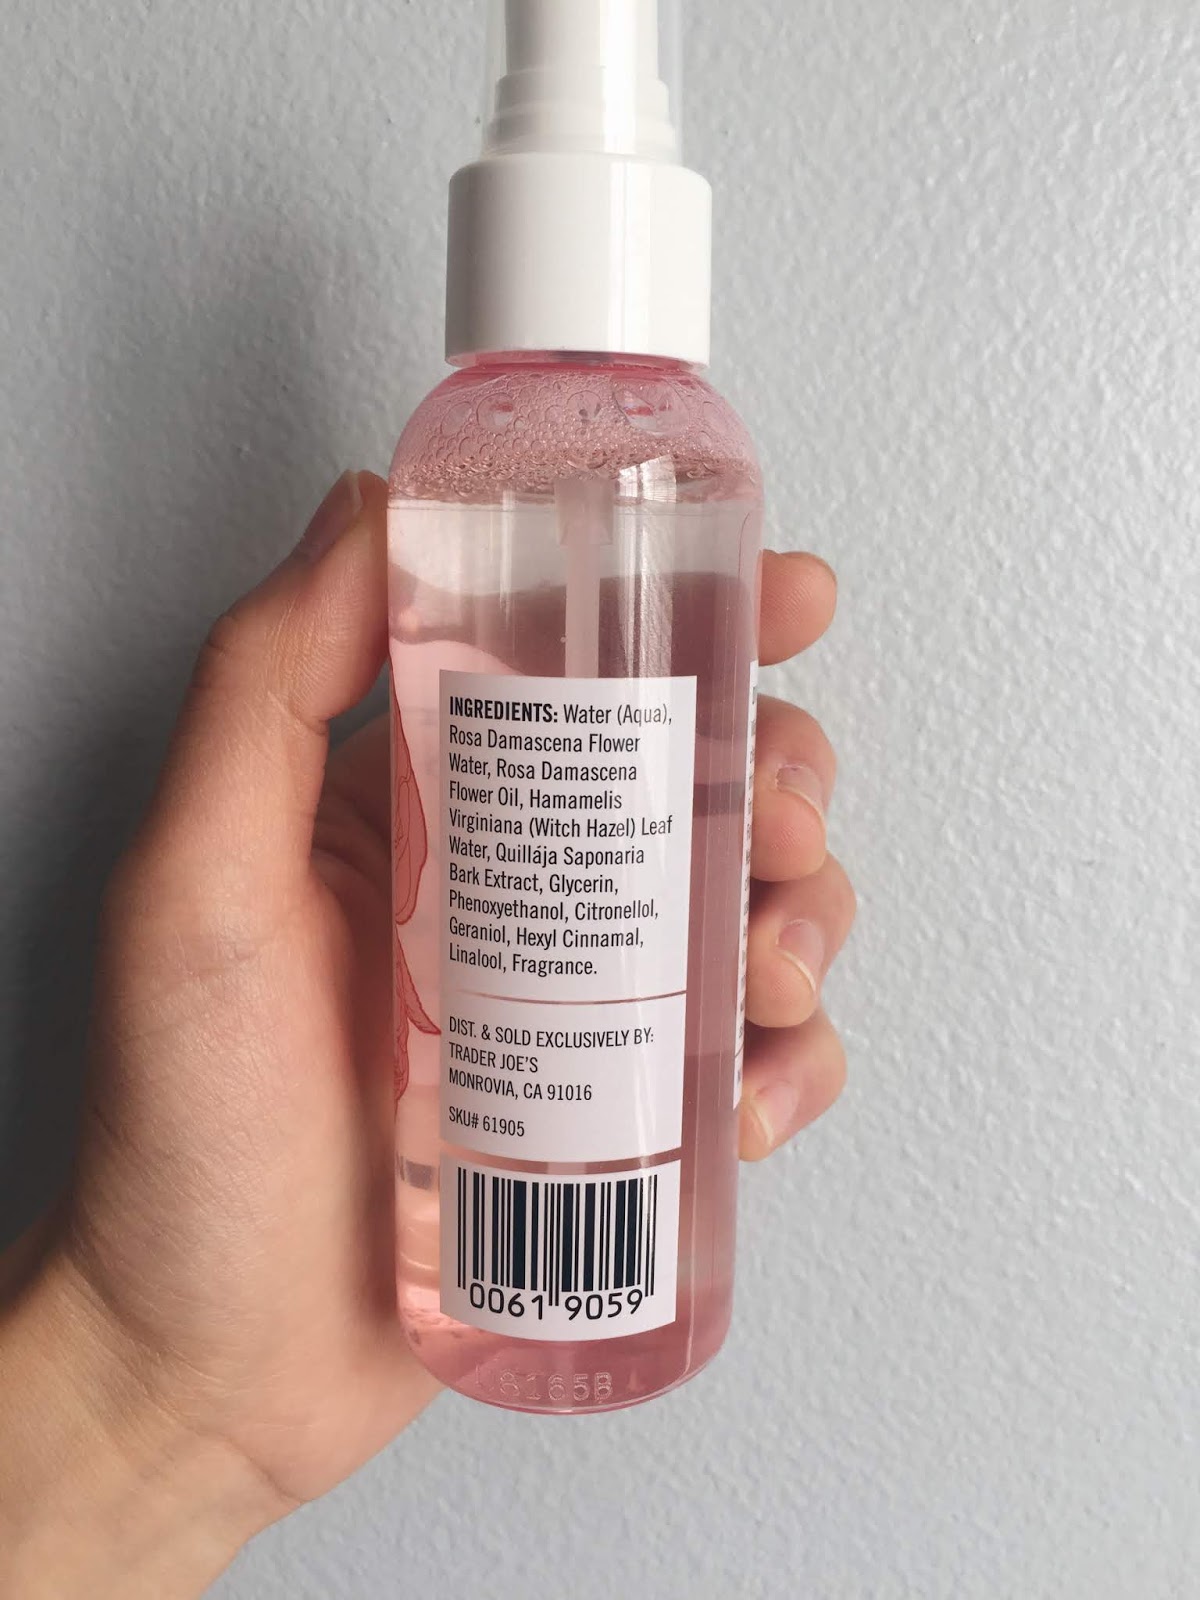 INGREDIENTS: Water (Aqua),
Rosa Damascena Flower
Water, Rosa Damascena
Flower Oil, Hamamelis
Virginiana (Witch Hazel) Leaf
Water, Quillája Saponaria
Bark Extract, Glycerin,
Phenoxyethanol, Citronellol,
Geraniol, Hexyl Cinnamal,
Linalool, Fragrance.
DIST. & SOLD EXCLUSIVELY BY:
TRADER JOE'S
MONROVIA, CA 91016
SKU# 61905
0061 9059
8165B